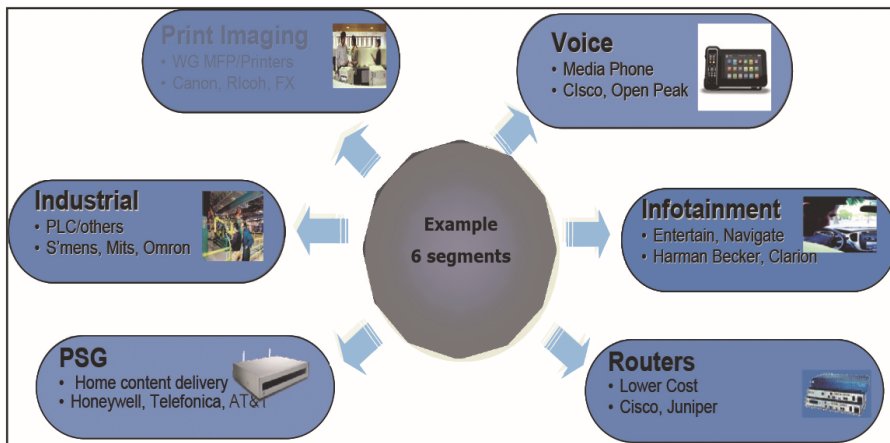 Print Imaging
• WG MFP/Printers
• Canon, RIcoh, FX
Voice
• Media Phone
• CIsco, Open Peak
Industrial
• PLC/others
• S'mens, Mits, Omron
Example
6 segments
Infotainment
• Entertain, Navigate
• Harman Becker, Clarion
PSG
• Home content delivery
• Honeywell, Telefonica, AT&T
Routers
• Lower Cost
• Cisco, Juniper